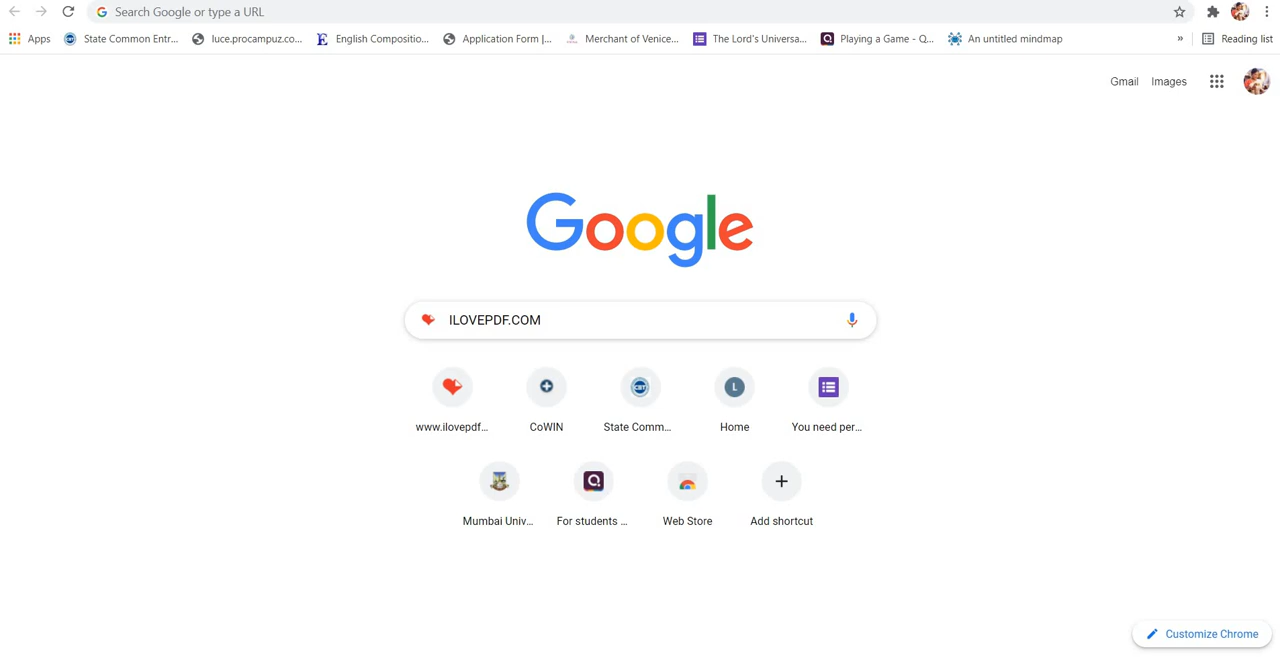 Search Google or type a URL
Apps State Common Entr... luce.procampuz.co... English Compositio... Application Form |... Merchant of Venice... The Lord's Universa... Playing a Game - Q... An untitled mindmap » Reading list
Gmail Images
Google
ILOVEPDF.COM
www.ilovepdf... CoWIN State Comm... Home You need per...
Mumbai Univ... For students ... Web Store Add shortcut
Customize Chrome